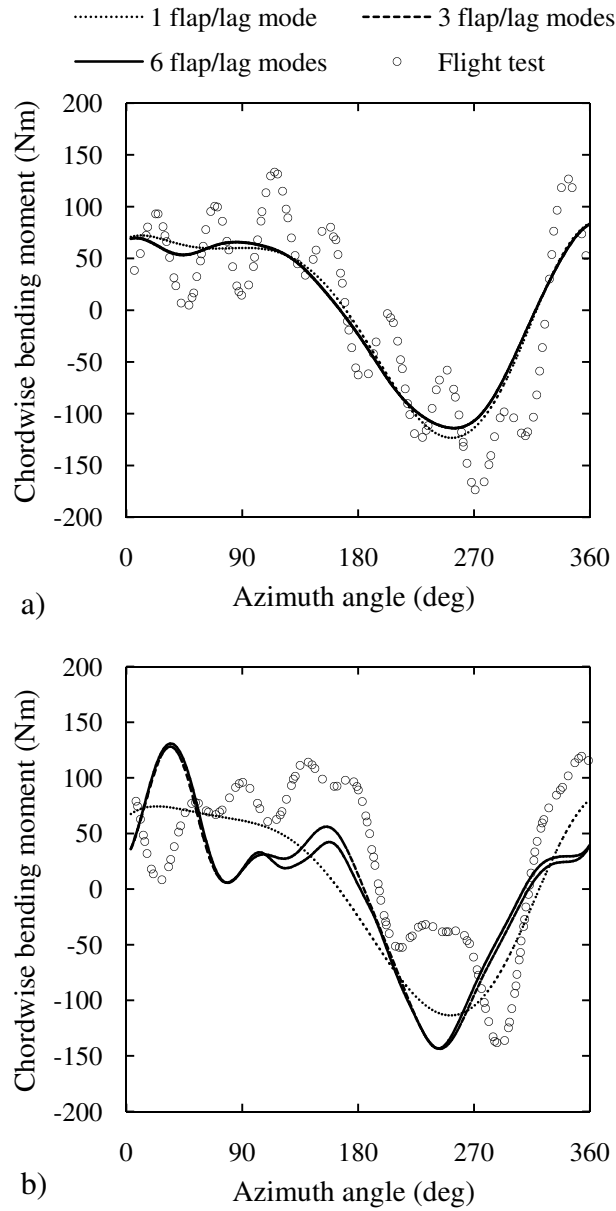 1 flap/lag mode 3 flap/lag modes
6 flap/lag modes Flight test
200
150
100
50
0
-50
-100
-150
-200
Chordwise bending moment (Nm)
0 90 180 270 360
Azimuth angle (deg)
a)
200
150
100
50
0
-50
-100
-150
-200
Chordwise bending moment (Nm)
0 90 180 270 360
Azimuth angle (deg)
b)